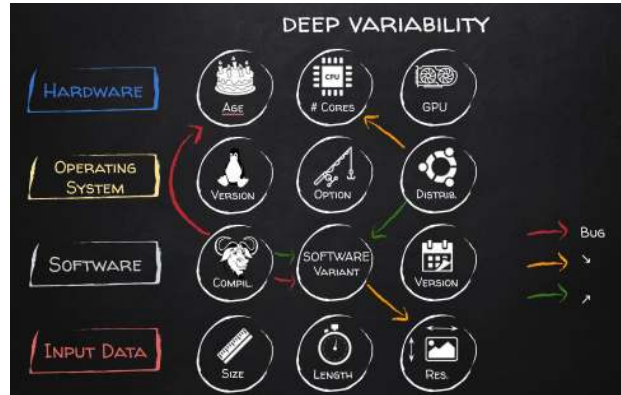 DEEP VARIABILITY
HARDWARE
AGE
CPU
# CORES
GPU
OPERATING
SYSTEM
VERSION
OPTION
DISTRIB.
SOFTWARE
COMPIL.
SOFTWARE
VARIANT
VERSION
INPUT DATA
SIZE
LENGTH
RES.
BUG
↘
↗